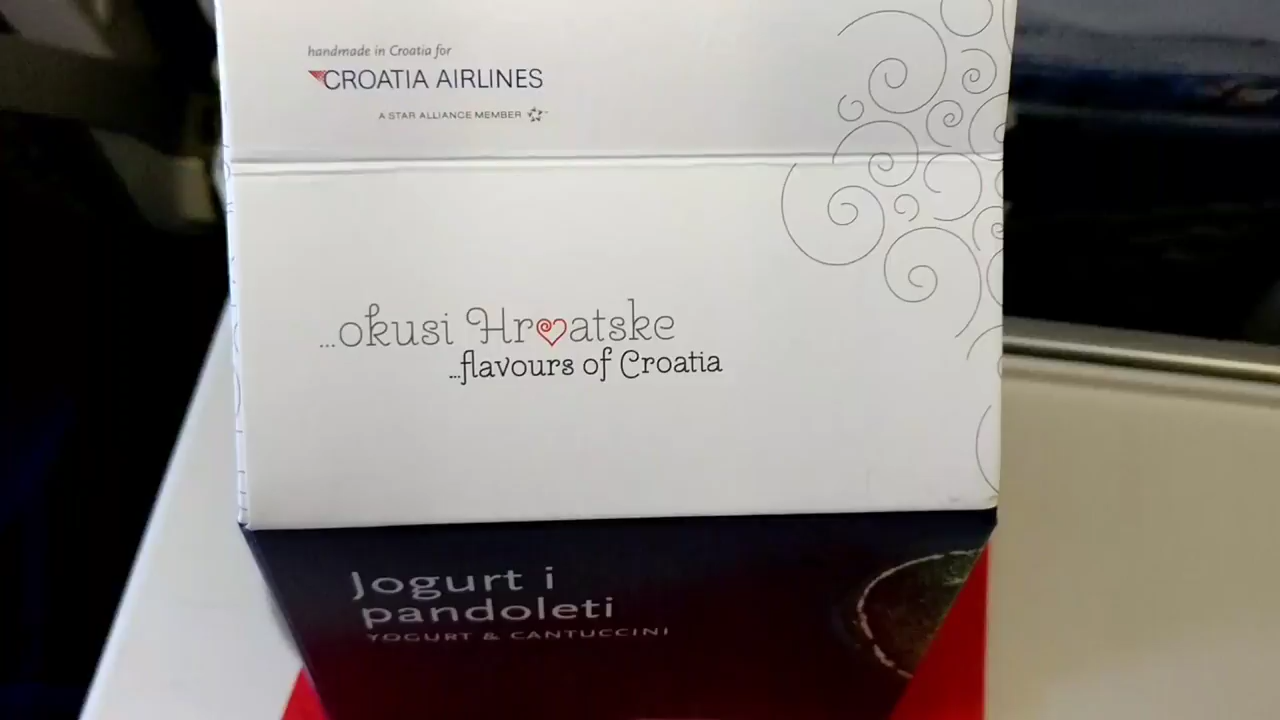 handmade in Croatia for
CROATIA AIRLINES
A STAR ALLIANCE MEMBER
...okusi Hrvatske
...flavours of Croatia
Jogurt i
pandoleti
YOGURT & CANTUCCINI